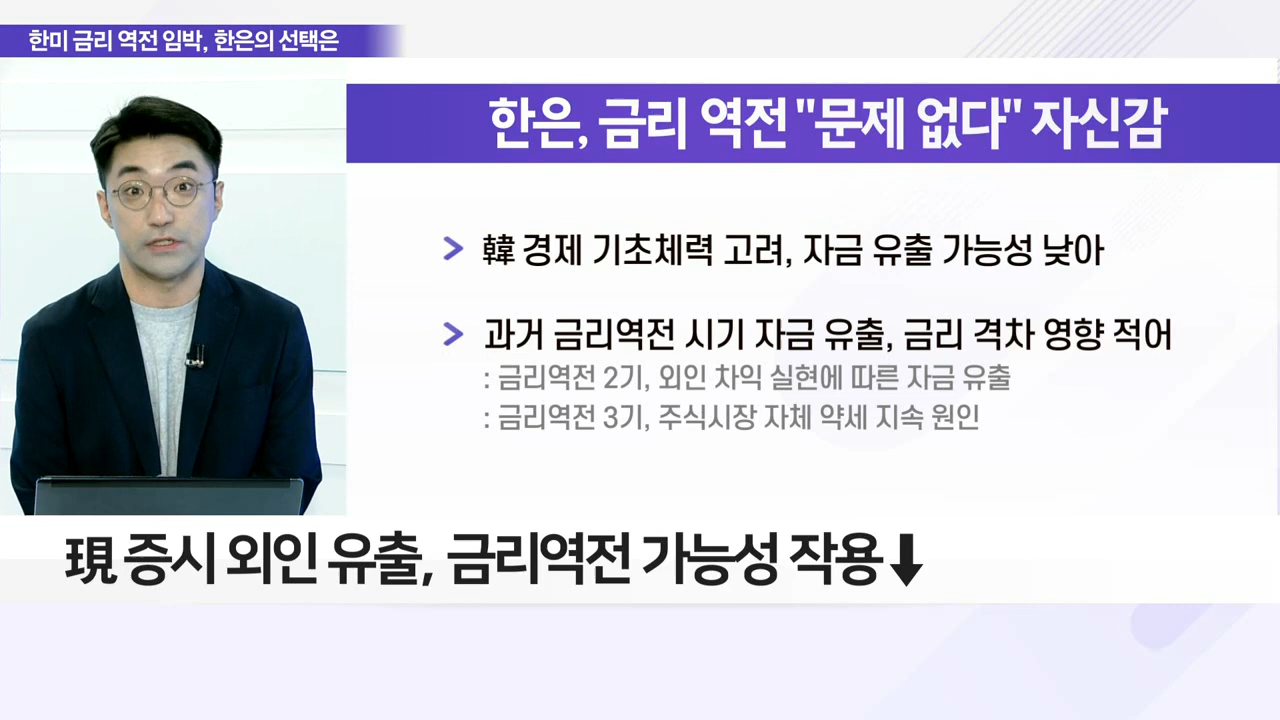 한미 금리 역전 임박, 한은의 선택은
한은, 금리 역전 "문제 없다" 자신감
> 韓 경제 기초체력 고려, 자금 유출 가능성 낮아
> 과거 금리역전 시기 자금 유출, 금리 격차 영향 적어
: 금리역전 2기, 외인 차익 실현에 따른 자금 유출
: 금리역전 3기, 주식시장 자체 약세 지속 원인
現 증시 외인 유출, 금리역전 가능성 작용↓